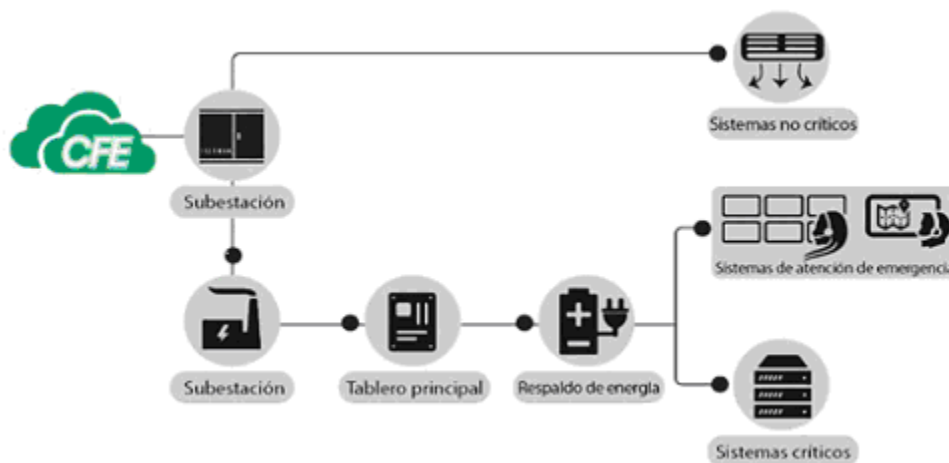 CFE
Subestación
Sistemas no críticos
Sistemas de atención de emergencia
Subestación
Tablero principal
Respaldo de energía
Sistemas críticos